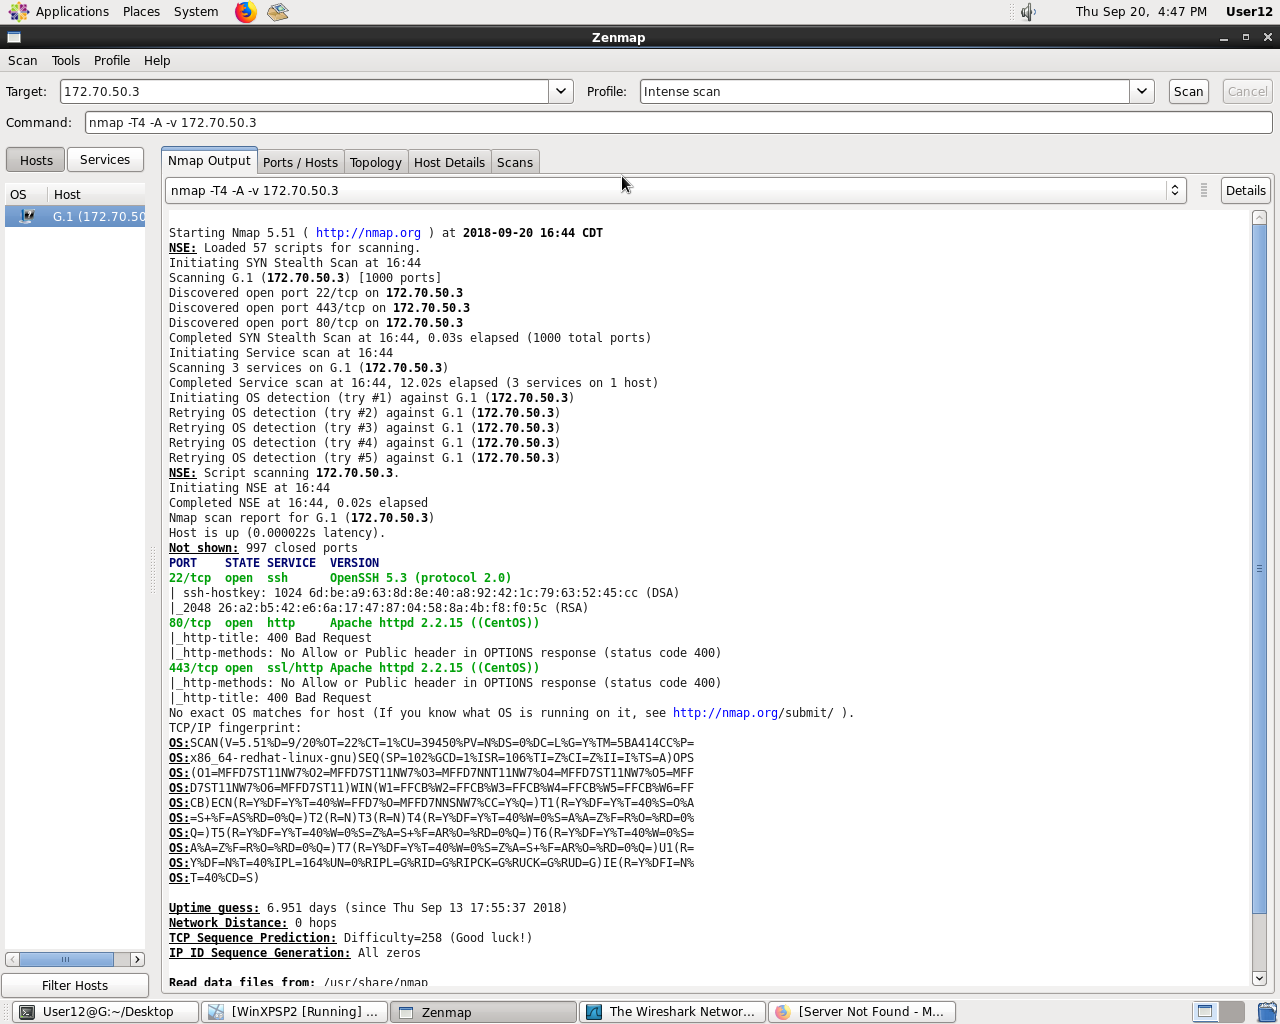 Applications Places System Thu Sep 20, 4:47 PM User12
Zenmap
Scan Tools Profile Help
Target: 172.70.50.3 Profile: Intense scan Scan Cancel
Command: nmap -T4 -A -v 172.70.50.3
Hosts Services Nmap Output Ports / Hosts Topology Host Details Scans
OS Host nmap -T4 -A -v 172.70.50.3 Details
G.1 (172.70.50
Starting Nmap 5.51 ( http://nmap.org ) at 2018-09-20 16:44 CDT
NSE: Loaded 57 scripts for scanning.
Initiating SYN Stealth Scan at 16:44
Scanning G.1 (172.70.50.3) [1000 ports]
Discovered open port 22/tcp on 172.70.50.3
Discovered open port 443/tcp on 172.70.50.3
Discovered open port 80/tcp on 172.70.50.3
Completed SYN Stealth Scan at 16:44, 0.03s elapsed (1000 total ports)
Initiating Service scan at 16:44
Scanning 3 services on G.1 (172.70.50.3)
Completed Service scan at 16:44, 12.02s elapsed (3 services on 1 host)
Initiating OS detection (try #1) against G.1 (172.70.50.3)
Retrying OS detection (try #2) against G.1 (172.70.50.3)
Retrying OS detection (try #3) against G.1 (172.70.50.3)
Retrying OS detection (try #4) against G.1 (172.70.50.3)
Retrying OS detection (try #5) against G.1 (172.70.50.3)
NSE: Script scanning 172.70.50.3.
Initiating NSE at 16:44
Completed NSE at 16:44, 0.02s elapsed
Nmap scan report for G.1 (172.70.50.3)
Host is up (0.000022s latency).
Not shown: 997 closed ports
PORT    STATE SERVICE  VERSION
22/tcp  open  ssh      OpenSSH 5.3 (protocol 2.0)
| ssh-hostkey: 1024 6d:be:a9:63:8d:8e:40:a8:92:42:1c:79:63:52:45:cc (DSA)
|_2048 26:a2:b5:42:e6:6a:17:47:87:04:58:8a:4b:f8:f0:5c (RSA)
80/tcp  open  http     Apache httpd 2.2.15 ((CentOS))
|_http-title: 400 Bad Request
|_http-methods: No Allow or Public header in OPTIONS response (status code 400)
443/tcp open  ssl/http Apache httpd 2.2.15 ((CentOS))
|_http-methods: No Allow or Public header in OPTIONS response (status code 400)
|_http-title: 400 Bad Request
No exact OS matches for host (If you know what OS is running on it, see http://nmap.org/submit/ ).
TCP/IP fingerprint:
OS:SCAN(V=5.51%D=9/20%OT=22%CT=1%CU=39450%PV=N%DS=0%DC=L%G=Y%TM=5BA414CC%P=
OS:x86_64-redhat-linux-gnu)SEQ(SP=102%GCD=1%ISR=106%TI=Z%CI=Z%II=I%TS=A)OPS
OS:(O1=MFFD7ST11NW7%O2=MFFD7ST11NW7%O3=MFFD7NNT11NW7%O4=MFFD7ST11NW7%O5=MFF
OS:D7ST11NW7%O6=MFFD7ST11)WIN(W1=FFCB%W2=FFCB%W3=FFCB%W4=FFCB%W5=FFCB%W6=FF
OS:CB)ECN(R=Y%DF=Y%T=40%W=FFD7%O=MFFD7NNSNW7%CC=Y%Q=)T1(R=Y%DF=Y%T=40%S=O%A
OS:=S+%F=AS%RD=0%Q=)T2(R=N)T3(R=N)T4(R=Y%DF=Y%T=40%W=0%S=A%A=Z%F=R%O=%RD=0%
OS:Q=)T5(R=Y%DF=Y%T=40%W=0%S=Z%A=S+%F=AR%O=%RD=0%Q=)T6(R=Y%DF=Y%T=40%W=0%S=
OS:A%A=Z%F=R%O=%RD=0%Q=)T7(R=Y%DF=Y%T=40%W=0%S=Z%A=S+%F=AR%O=%RD=0%Q=)U1(R=
OS:Y%DF=N%T=40%IPL=164%UN=0%RIPL=G%RID=G%RIPCK=G%RUCK=G%RUD=G)IE(R=Y%DFI=N%
OS:T=40%CD=S)
Uptime guess: 6.951 days (since Thu Sep 13 17:55:37 2018)
Network Distance: 0 hops
TCP Sequence Prediction: Difficulty=258 (Good luck!)
IP ID Sequence Generation: All zeros
Read data files from: /usr/share/nmap
Filter Hosts
User12@G:~/Desktop [WinXPSP2 [Running] ... Zenmap The Wireshark Networ... [Server Not Found - M...